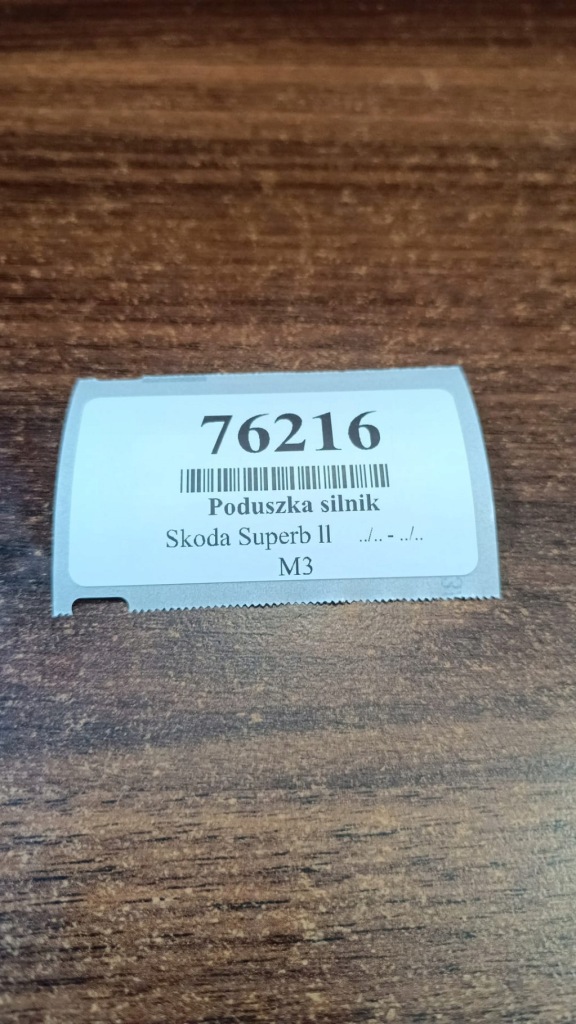 76216
Poduszka silnik
Skoda Superb ll ../.. - ../..
M3